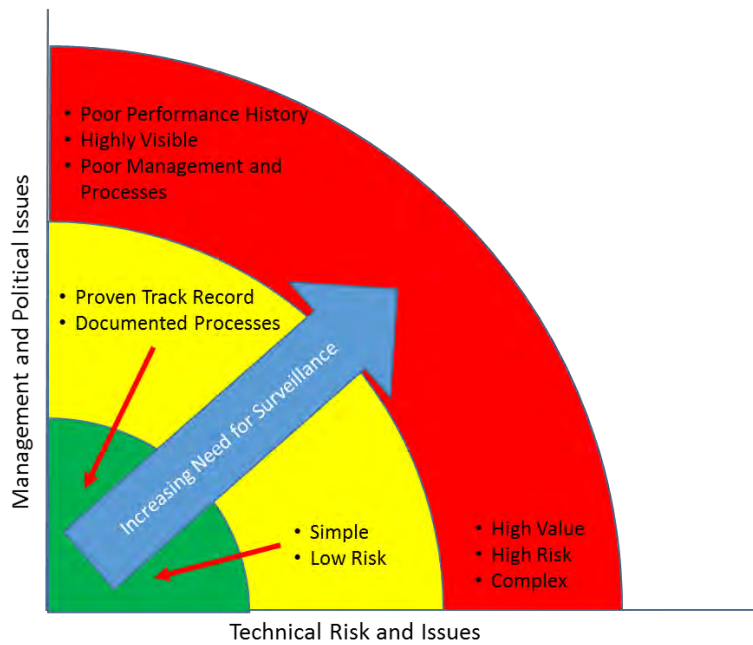 • Poor Performance History
• Highly Visible
• Poor Management and
Processes
Management and Political Issues
• Proven Track Record
• Documented Processes
Increasing Need for Surveillance
• Simple
• Low Risk
• High Value
• High Risk
• Complex
Technical Risk and Issues